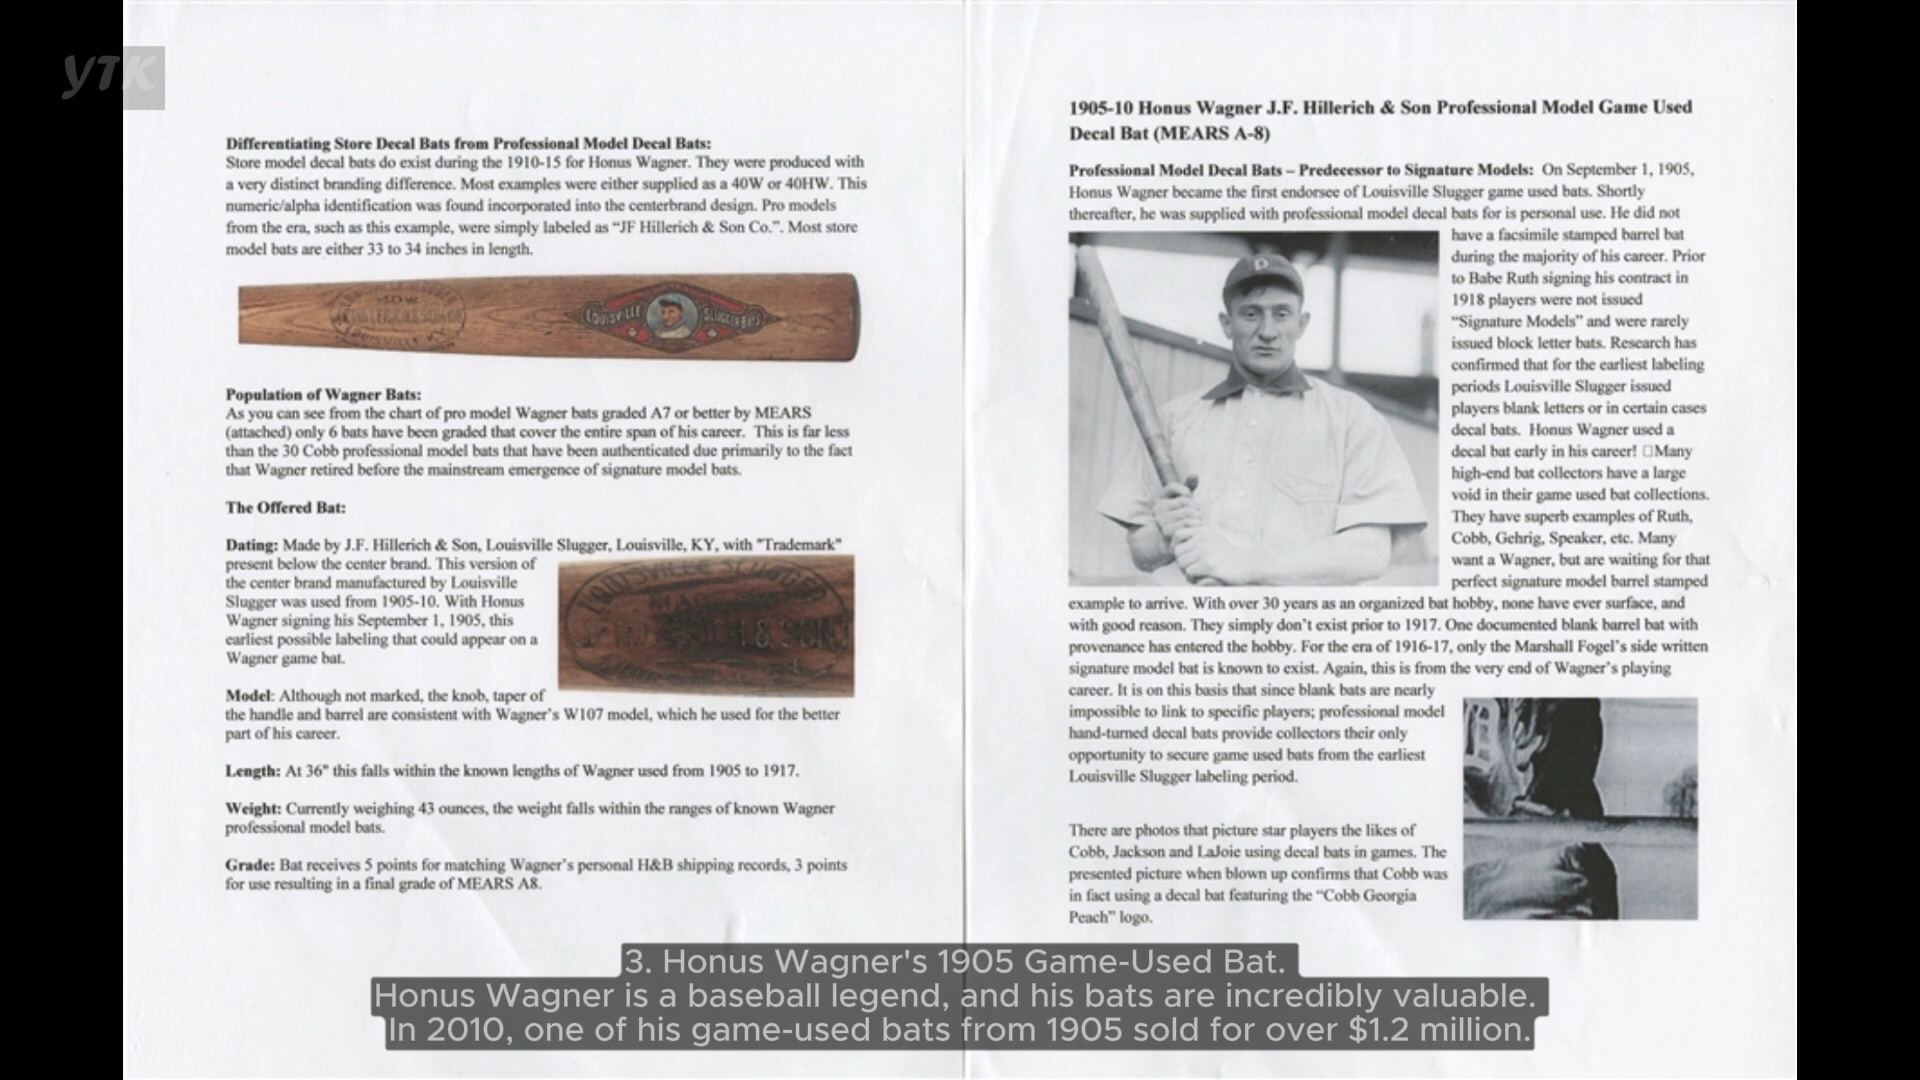 YTK
Differentiating Store Decal Bats from Professional Model Decal Bats:
Store model decal bats do exist during the 1910-15 for Honus Wagner. They were produced with
a very distinct branding difference. Most examples were either supplied as a 40W or 40HW. This
numeric/alpha identification was found incorporated into the centerbrand design. Pro models
from the era, such as this example, were simply labeled as “JF Hillerich & Son Co.”. Most store
model bats are either 33 to 34 inches in length.
LOUISVILLE SLUGGER
40W
LOUISVILLE KY
LOUISVILLE SLUGGER BATS
Population of Wagner Bats:
As you can see from the chart of pro model Wagner bats graded A7 or better by MEARS
(attached) only 6 bats have been graded that cover the entire span of his career. This is far less
than the 30 Cobb professional model bats that have been authenticated due primarily to the fact
that Wagner retired before the mainstream emergence of signature model bats.
The Offered Bat:
Dating: Made by J.F. Hillerich & Son, Louisville Slugger, Louisville, KY, with "Trademark"
present below the center brand. This version of
the center brand manufactured by Louisville
Slugger was used from 1905-10. With Honus
Wagner signing his September 1, 1905, this
earliest possible labeling that could appear on a
Wagner game bat.
LOUISVILLE SLUGGER
& SON
Model: Although not marked, the knob, taper of
the handle and barrel are consistent with Wagner’s W107 model, which he used for the better
part of his career.
Length: At 36" this falls within the known lengths of Wagner used from 1905 to 1917.
Weight: Currently weighing 43 ounces, the weight falls within the ranges of known Wagner
professional model bats.
Grade: Bat receives 5 points for matching Wagner’s personal H&B shipping records, 3 points
for use resulting in a final grade of MEARS A8.
1905-10 Honus Wagner J.F. Hillerich & Son Professional Model Game Used
Decal Bat (MEARS A-8)
Professional Model Decal Bats – Predecessor to Signature Models: On September 1, 1905,
Honus Wagner became the first endorsee of Louisville Slugger game used bats. Shortly
thereafter, he was supplied with professional model decal bats for is personal use. He did not
have a facsimile stamped barrel bat
during the majority of his career. Prior
to Babe Ruth signing his contract in
1918 players were not issued
“Signature Models” and were rarely
issued block letter bats. Research has
confirmed that for the earliest labeling
periods Louisville Slugger issued
players blank letters or in certain cases
decal bats. Honus Wagner used a
decal bat early in his career! □Many
high-end bat collectors have a large
void in their game used bat collections.
They have superb examples of Ruth,
Cobb, Gehrig, Speaker, etc. Many
want a Wagner, but are waiting for that
perfect signature model barrel stamped
P
example to arrive. With over 30 years as an organized bat hobby, none have ever surface, and
with good reason. They simply don’t exist prior to 1917. One documented blank barrel bat with
provenance has entered the hobby. For the era of 1916-17, only the Marshall Fogel’s side written
signature model bat is known to exist. Again, this is from the very end of Wagner’s playing
career. It is on this basis that since blank bats are nearly
impossible to link to specific players; professional model
hand-turned decal bats provide collectors their only
opportunity to secure game used bats from the earliest
Louisville Slugger labeling period.
There are photos that picture star players the likes of
Cobb, Jackson and LaJoie using decal bats in games. The
presented picture when blown up confirms that Cobb was
in fact using a decal bat featuring the “Cobb Georgia
Peach” logo.
3. Honus Wagner's 1905 Game-Used Bat.
Honus Wagner is a baseball legend, and his bats are incredibly valuable.
In 2010, one of his game-used bats from 1905 sold for over $1.2 million.